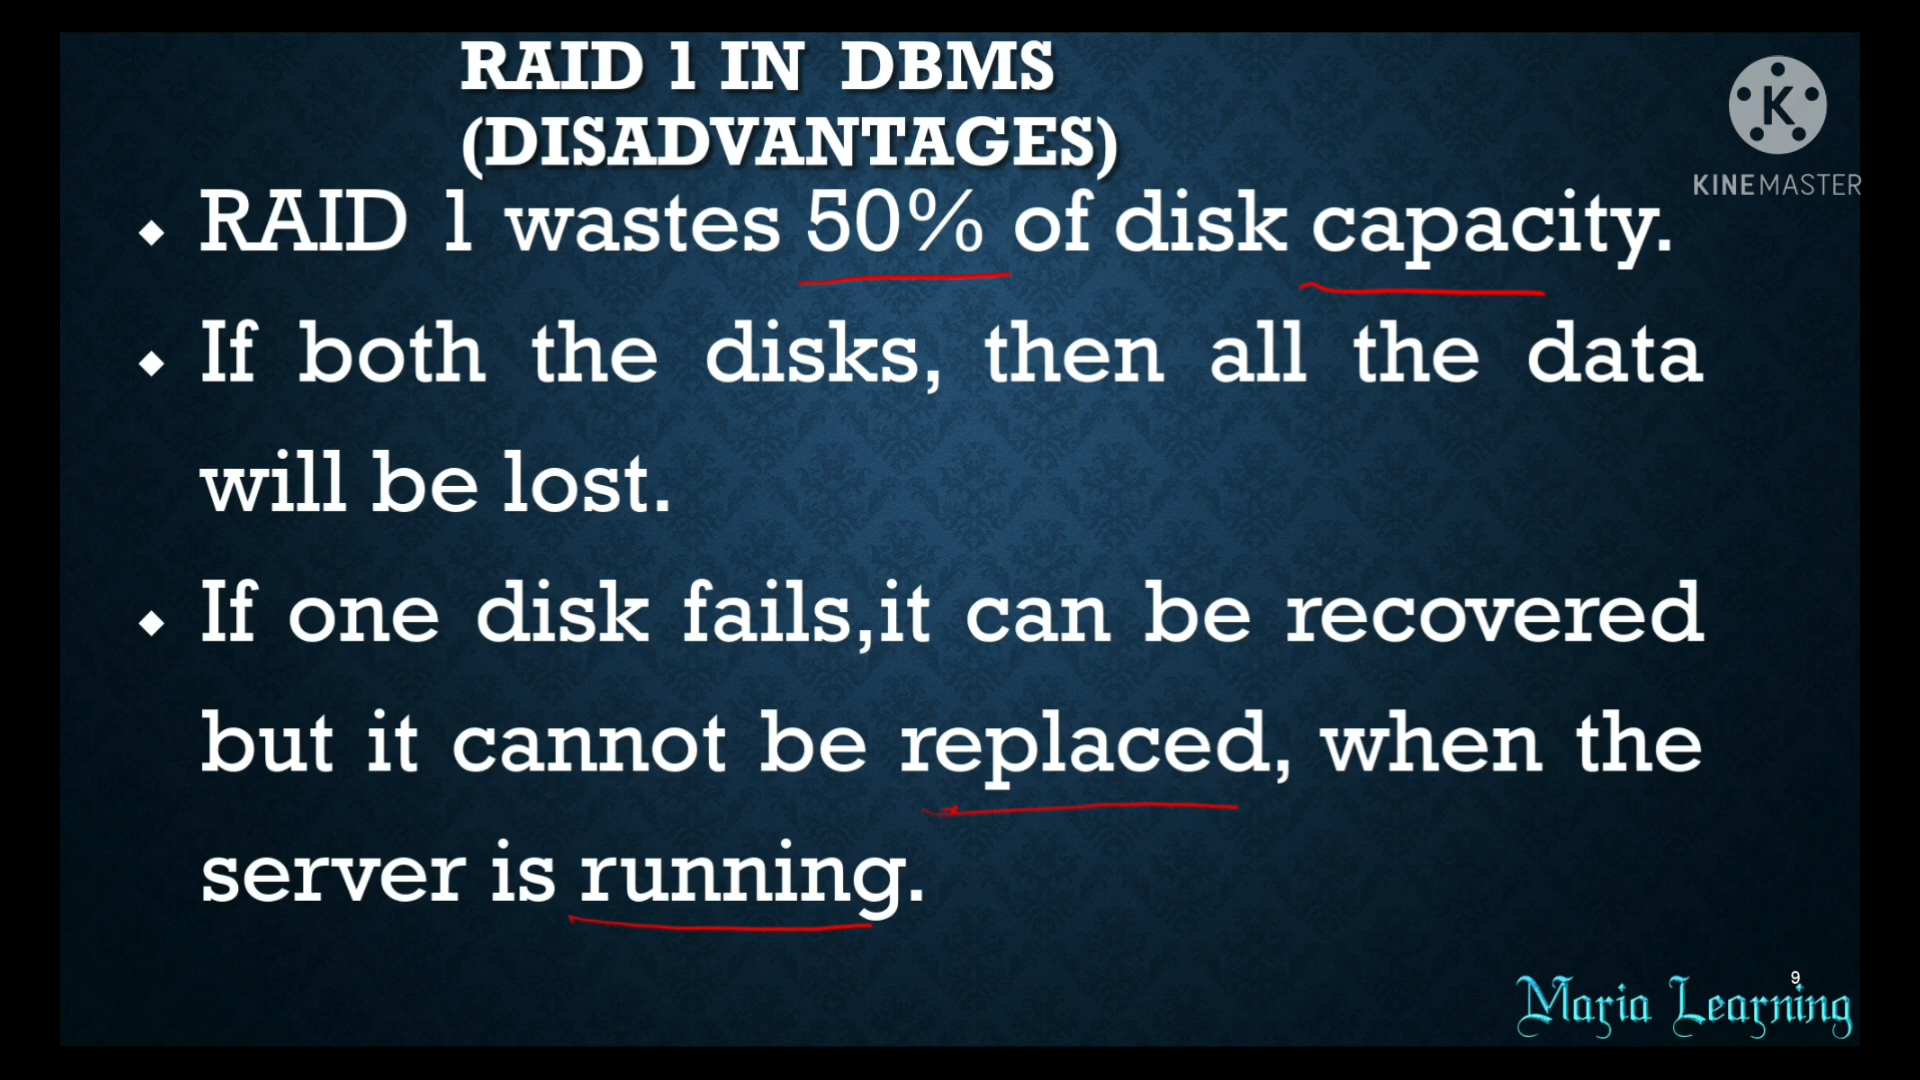 RAID 1 IN DBMS
(DISADVANTAGES)
K
KINEMASTER
RAID 1 wastes 50% of disk capacity.
If both the disks, then all the data
will be lost.
If one disk fails,it can be recovered
but it cannot be replaced, when the
server is running.
9
Maria Learning